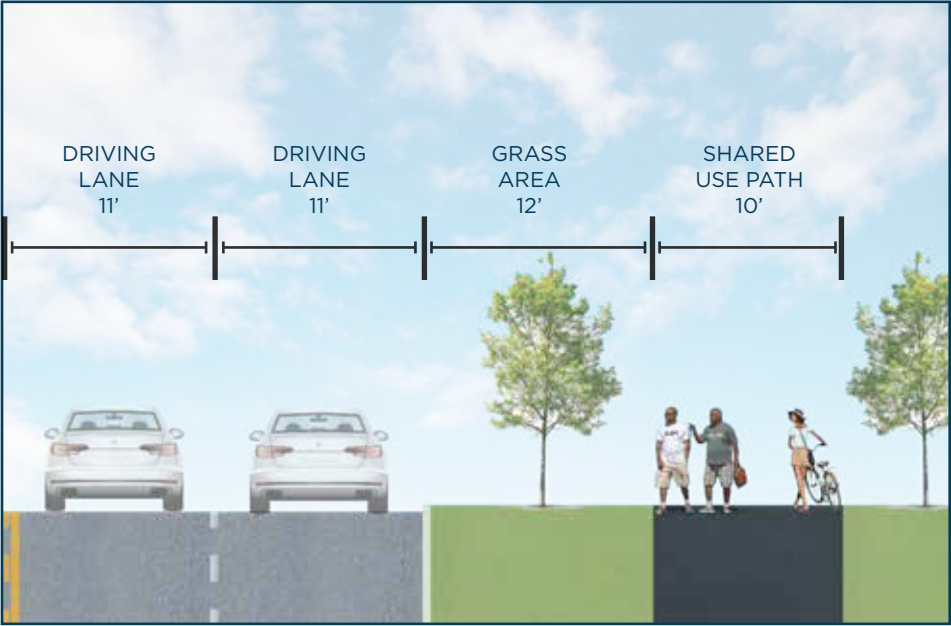 DRIVING
LANE
11’
DRIVING
LANE
11’
GRASS
AREA
12’
SHARED
USE PATH
10’